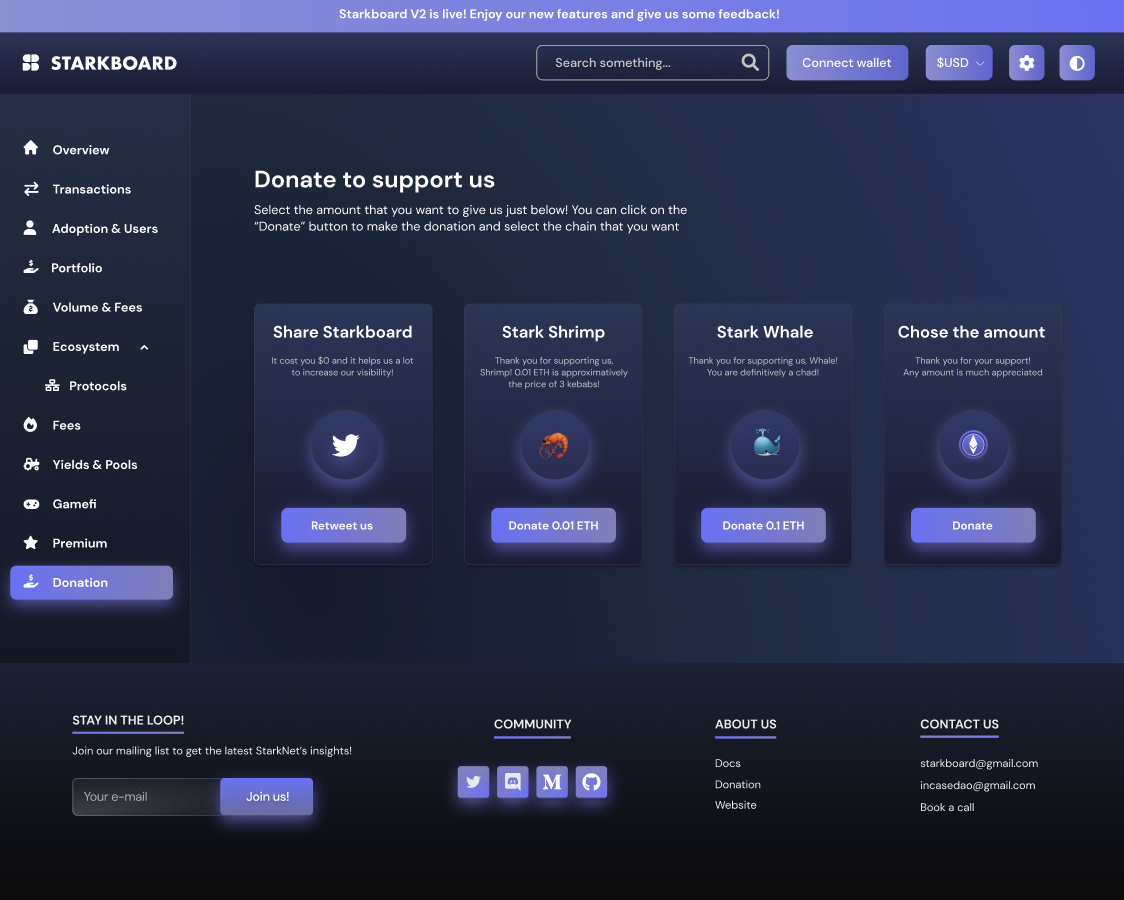 Starkboard V2 is live! Enjoy our new features and give us some feedback!
STARKBOARD
Search something...
Connect wallet
$USD
Overview
Transactions
Adoption & Users
Portfolio
Volume & Fees
Ecosystem
Protocols
Fees
Yields & Pools
Gamefi
Premium
Donation
Donate to support us
Select the amount that you want to give us just below! You can click on the
“Donate” button to make the donation and select the chain that you want
Share Starkboard
It cost you $0 and it helps us a lot
to increase our visibility!
Retweet us
Stark Shrimp
Thank you for supporting us,
Shrimp! 0.01 ETH is approximatively
the price of 3 kebabs!
Donate 0.01 ETH
Stark Whale
Thank you for supporting us, Whale!
You are definitively a chad!
Donate 0.1 ETH
Chose the amount
Thank you for your support!
Any amount is much appreciated
Donate
STAY IN THE LOOP!
Join our mailing list to get the latest StarkNet’s insights!
Your e-mail
Join us!
COMMUNITY
M
ABOUT US
Docs
Donation
Website
CONTACT US
starkboard@gmail.com
incasedao@gmail.com
Book a call